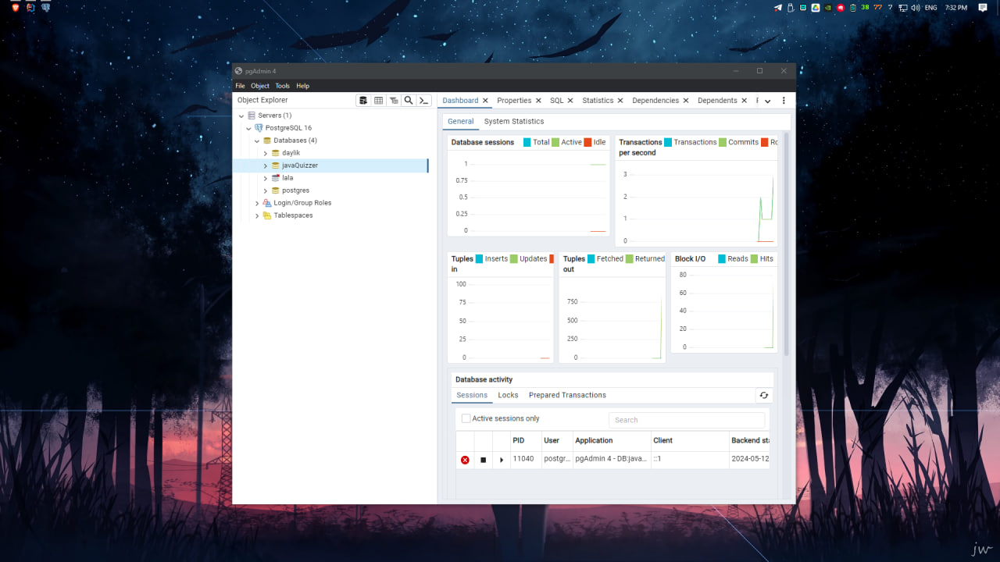 38 77 ? ENG 7:32 PM
pgAdmin 4
File Object Tools Help
Object Explorer
Servers (1)
PostgreSQL 16
Databases (4)
daylik
javaQuizzer
lala
postgres
Login/Group Roles
Tablespaces
Dashboard Properties SQL Statistics Dependencies Dependents
General System Statistics
Database sessions Total Active Idle
1
0.75
0.5
0.25
0
Transactions per second Transactions Commits Ro
3
2
1
0
Tuples in Inserts Updates
100
75
50
25
0
Tuples out Fetched Returned
750
500
250
0
Block I/O Reads Hits
80
60
40
20
0
Database activity
Sessions Locks Prepared Transactions
Active sessions only Search
PID User Application Client Backend sta
11040 postgr... pgAdmin 4 - DB:java... ::1 2024-05-12
jw